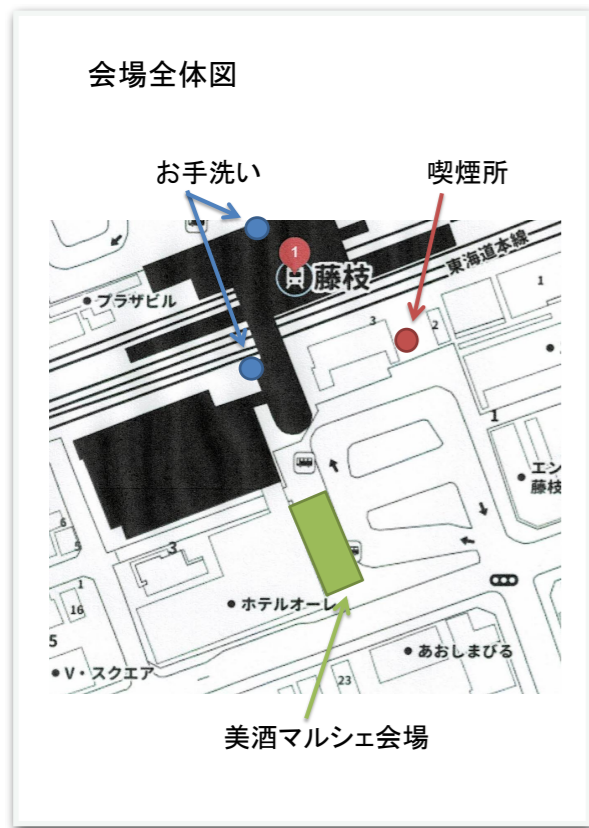 会場全体図
お手洗い
喫煙所
1
藤枝
東海道本線
プラザビル
1
3
2
1
エン
藤枝
6
5
3
1
16
ホテルオーレ
5
V・スクエア
あおしまびる
23
美酒マルシェ会場